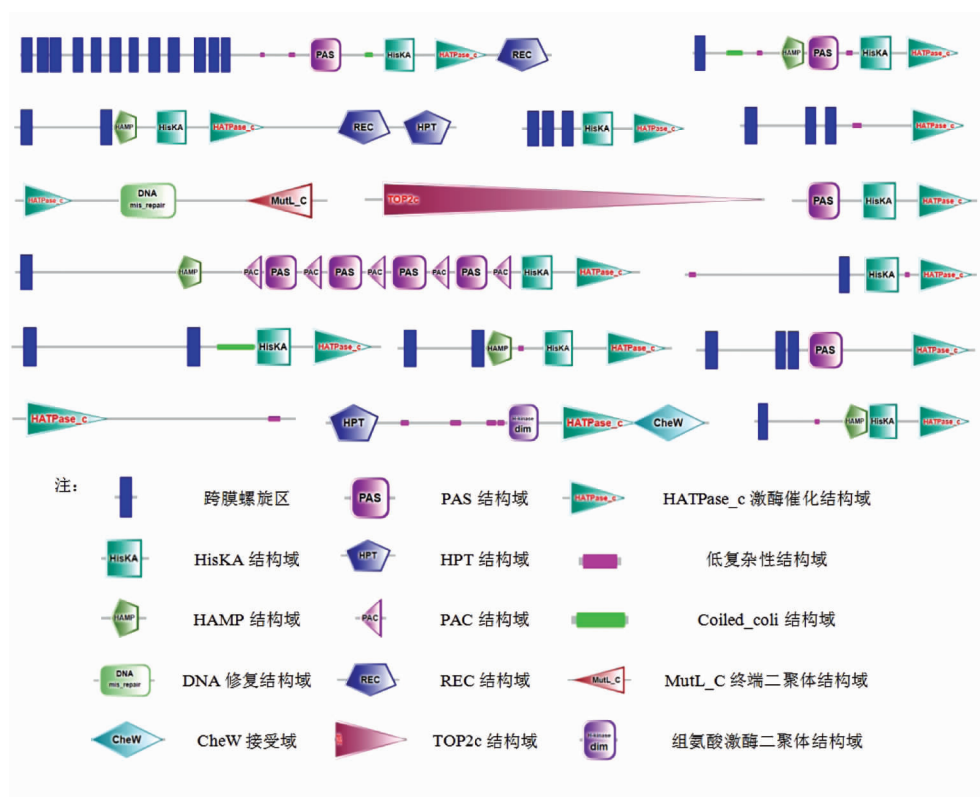 PAS HisKA HATPase_c REC HAMP PAS HisKA HATPase_c
HAMP HisKA HATPase_c REC HPT HisKA HATPase_c HATPase_c
HATPase_c DNA mis_repair MutL_C TOP2c PAS HisKA HATPase_c
HAMP PAC PAS PAC PAS PAC PAS PAC PAS PAC HisKA HATPase_c HisKA HATPase_c
HisKA HATPase_c HAMP HisKA HATPase_c PAS HATPase_c
HATPase_c HPT H-kinase dim HATPase_c CheW HAMP HisKA HATPase_c
注:
跨膜螺旋区 PAS PAS 结构域 HATPase_c HATPase_c 激酶催化结构域
HisKA HisKA 结构域 HPT HPT 结构域 低复杂性结构域
HAMP HAMP 结构域 PAC PAC 结构域 Coiled_coli 结构域
DNA mis_repair DNA 修复结构域 REC REC 结构域 MutL_C MutL_C 终端二聚体结构域
CheW CheW 接受域 TOP2c 结构域 H-kinase dim 组氨酸激酶二聚体结构域